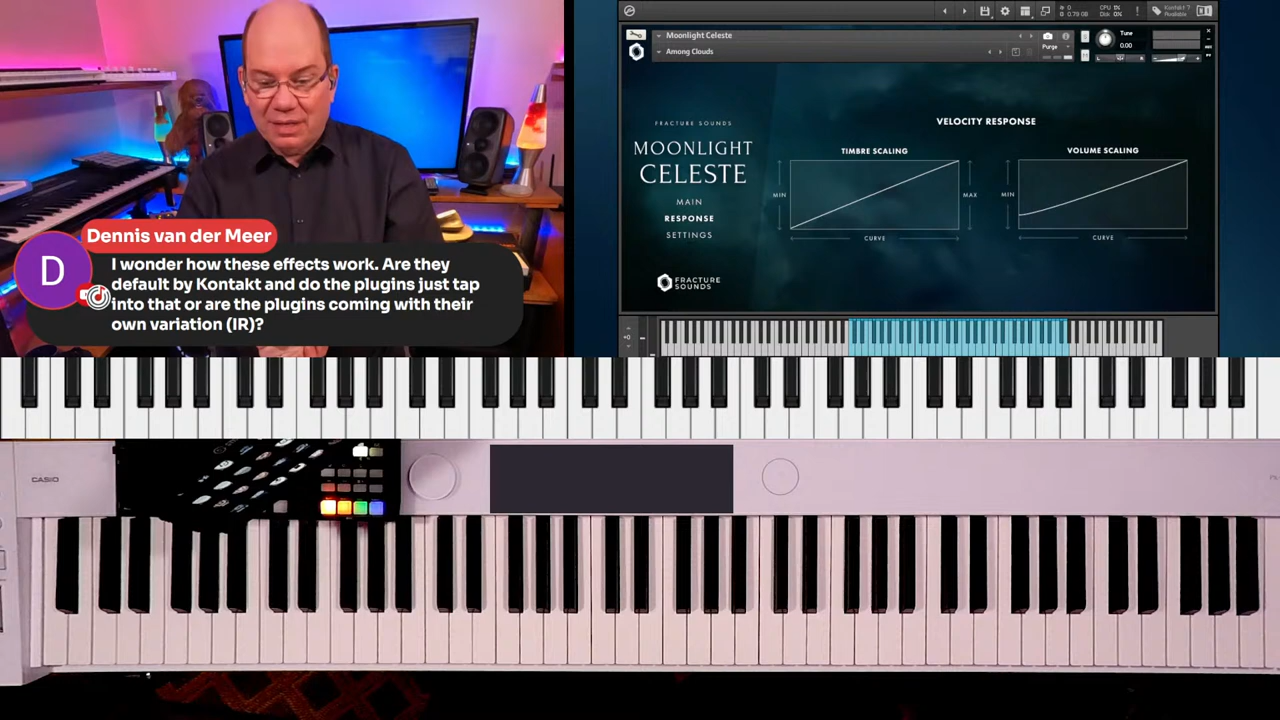 Dennis van der Meer
D
I wonder how these effects work. Are they
default by Kontakt and do the plugins just tap
into that or are the plugins coming with their
own variation (IR)?
CPU
Disk
Moonlight Celeste
Among Clouds
Purge
Tune
0.00
FRACTURE SOUNDS
MOONLIGHT
CELESTE
MAIN
RESPONSE
SETTINGS
FRACTURE
SOUNDS
VELOCITY RESPONSE
TIMBRE SCALING
MIN
MAX
CURVE
VOLUME SCALING
MIN
CURVE
+0
CASIO